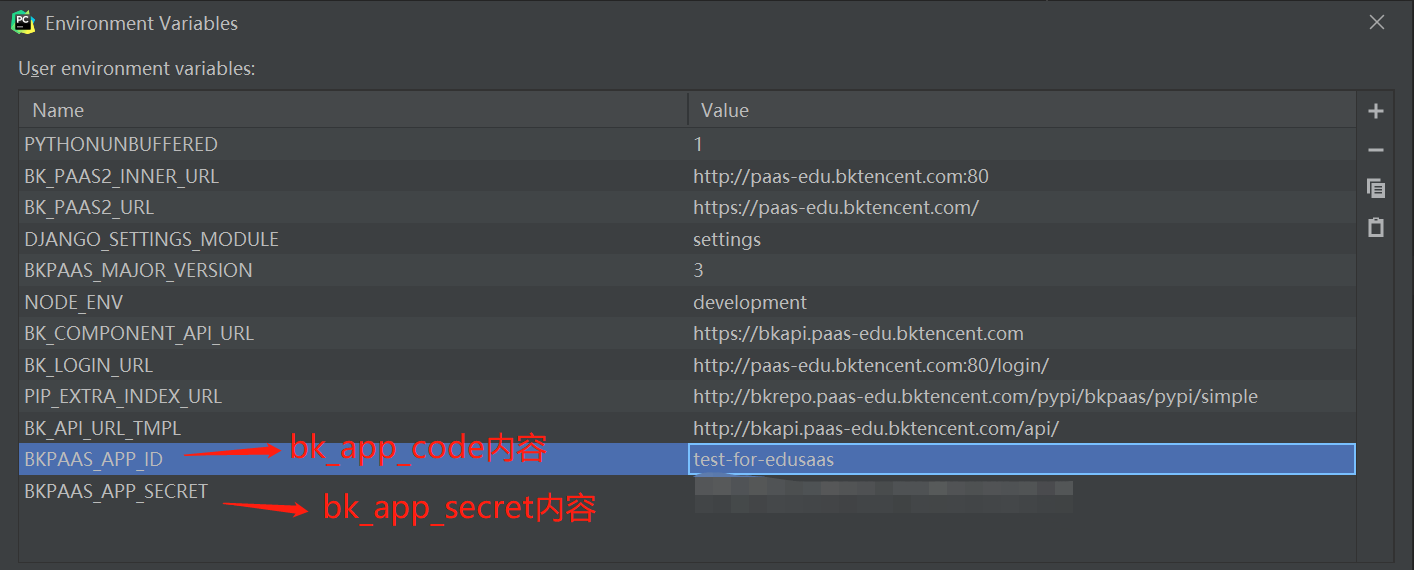 PC
Environment Variables
User environment variables:
Name Value
PYTHONUNBUFFERED 1
BK_PAAS2_INNER_URL http://paas-edu.bktencent.com:80
BK_PAAS2_URL https://paas-edu.bktencent.com/
DJANGO_SETTINGS_MODULE settings
BKPAAS_MAJOR_VERSION 3
NODE_ENV development
BK_COMPONENT_API_URL https://bkapi.paas-edu.bktencent.com
BK_LOGIN_URL http://paas-edu.bktencent.com:80/login/
PIP_EXTRA_INDEX_URL http://bkrepo.paas-edu.bktencent.com/pypi/bkpaas/pypi/simple
BK_API_URL_TMPL http://bkapi.paas-edu.bktencent.com/api/
bk_app_code内容
BKPAAS_APP_ID test-for-edusaas
BKPAAS_APP_SECRET
bk_app_secret内容